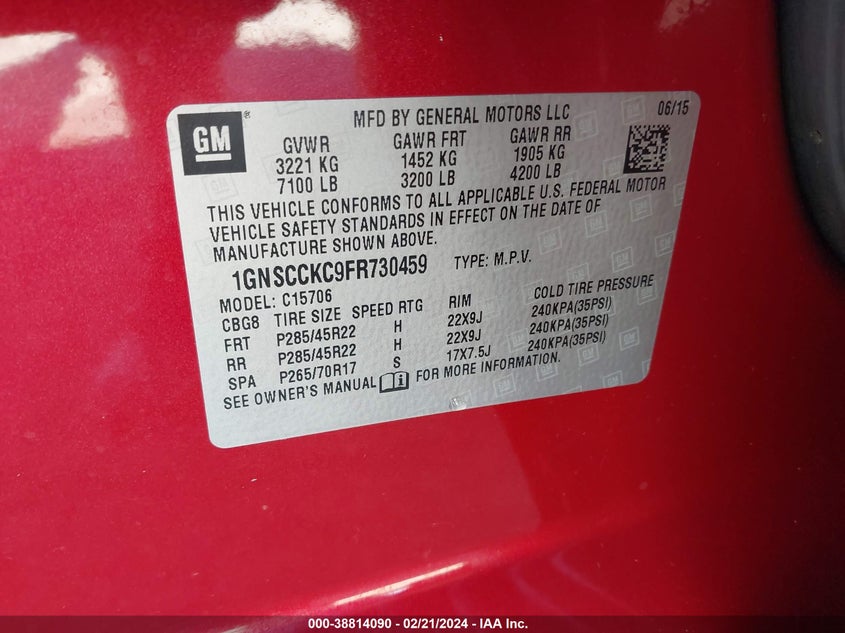 MFD BY GENERAL MOTORS LLC 06/15
GM ®
GVWR GAWR FRT GAWR RR
3221 KG 1452 KG 1905 KG
7100 LB 3200 LB 4200 LB
THIS VEHICLE CONFORMS TO ALL APPLICABLE U.S. FEDERAL MOTOR
VEHICLE SAFETY STANDARDS IN EFFECT ON THE DATE OF
MANUFACTURE SHOWN ABOVE.
1GNSCCKC9FR730459 TYPE: M.P.V.
MODEL: C15706
CBG8 TIRE SIZE SPEED RTG RIM COLD TIRE PRESSURE
FRT P285/45R22 H 22X9J 240KPA(35PSI)
RR P285/45R22 H 22X9J 240KPA(35PSI)
SPA P265/70R17 S 17X7.5J 240KPA(35PSI)
SEE OWNER'S MANUAL FOR MORE INFORMATION.
000-38814090 - 02/21/2024 - IAA Inc.